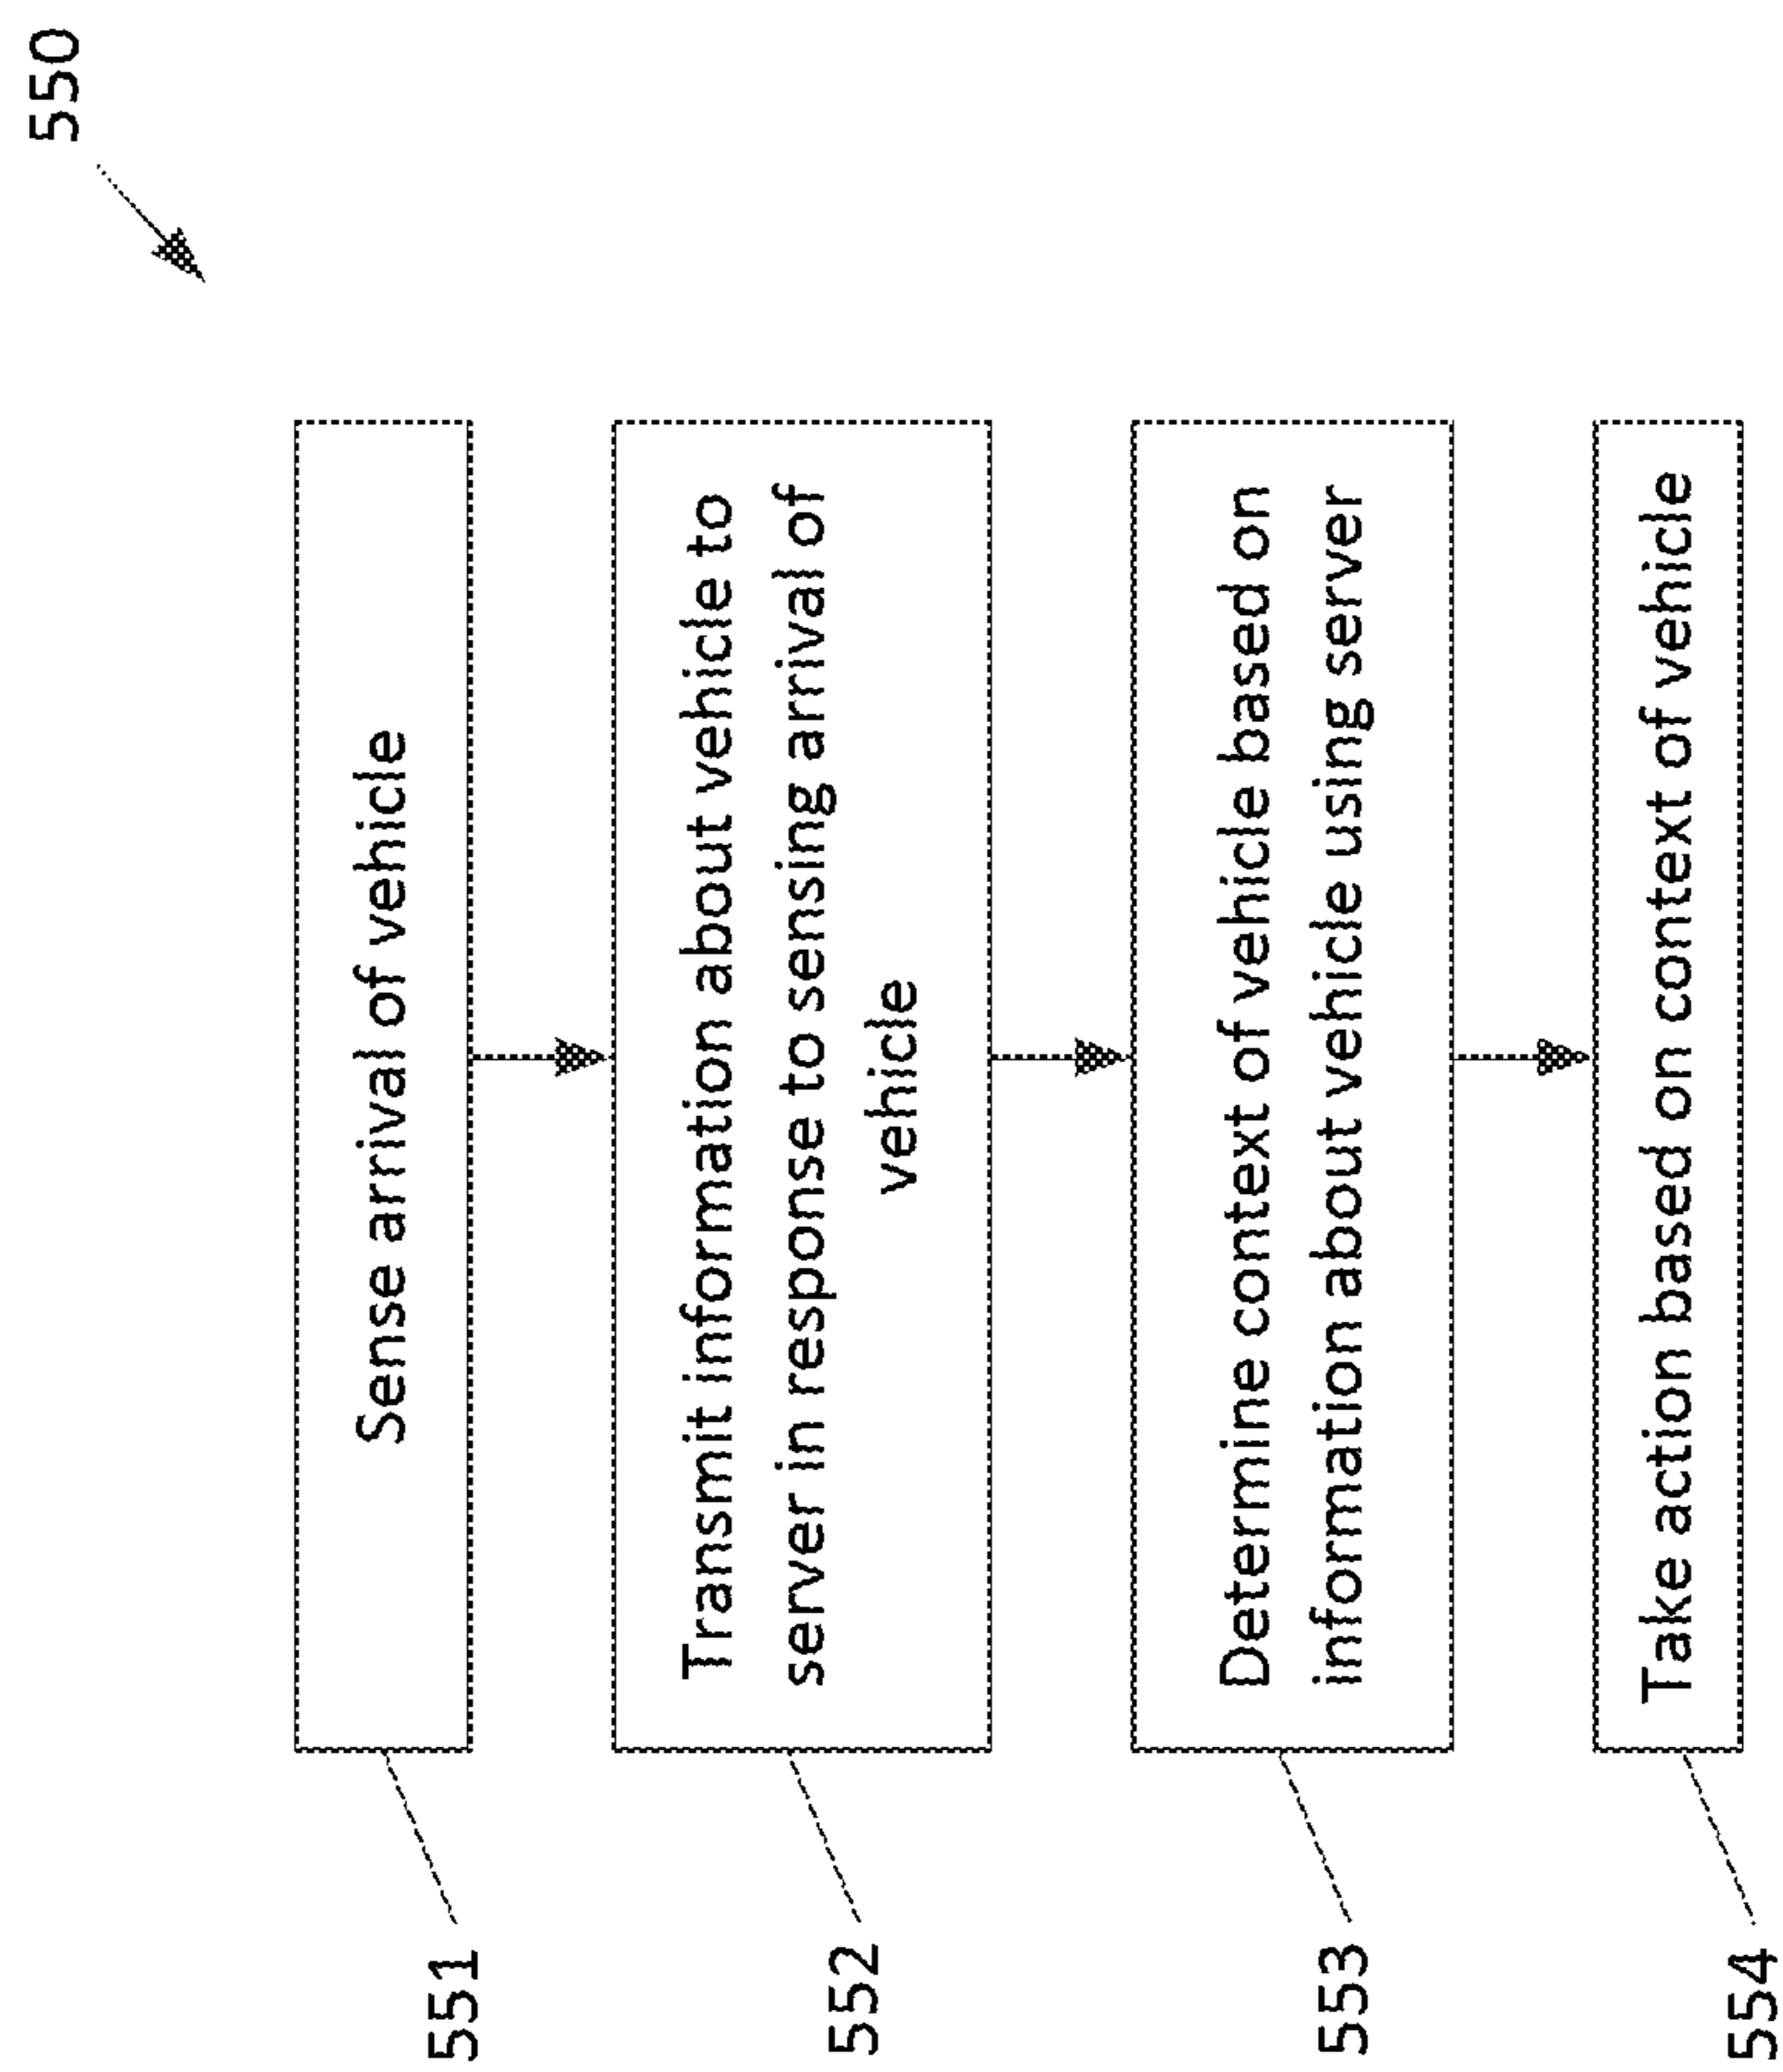 550
551
Sense arrival of vehicle
552
Transmit information about vehicle to
server in response to sensing arrival of
vehicle
553
Determine context of vehicle based on
information about vehicle using server
554
Take action based on context of vehicle